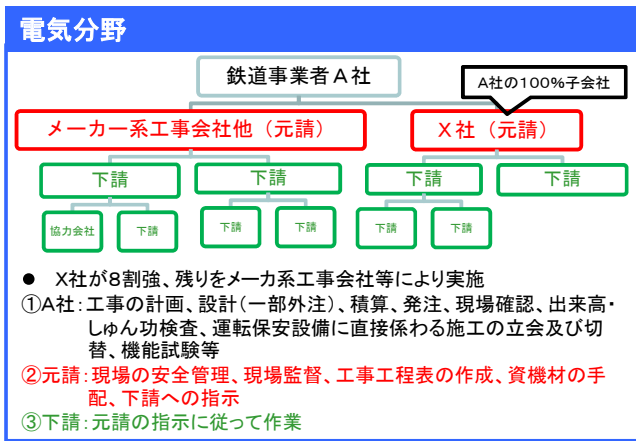 電気分野
鉄道事業者A社
A社の100%子会社
メーカー系工事会社他（元請）
X社（元請）
下請
下請
下請
下請
協力会社
下請
下請
下請
下請
下請
● X社が8割強、残りをメーカ系工事会社等により実施
①A社：工事の計画、設計（一部外注）、積算、発注、現場確認、出来高・
しゅん功検査、運転保安設備に直接係わる施工の立会及び切
替、機能試験等
②元請：現場の安全管理、現場監督、工事工程表の作成、資機材の手
配、下請への指示
③下請：元請の指示に従って作業